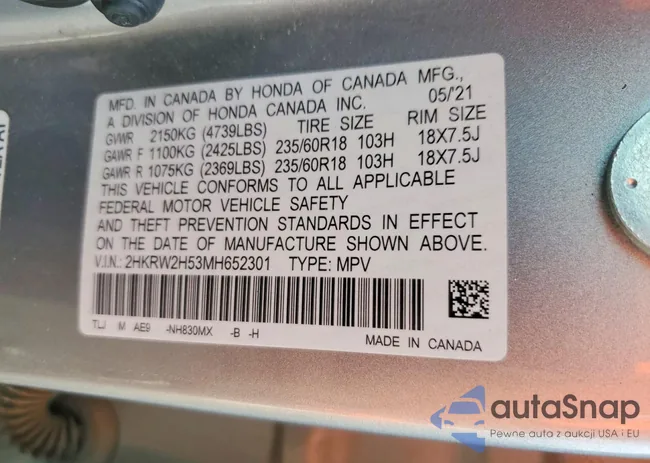 MFD. IN CANADA BY HONDA OF CANADA MFG.,
A DIVISION OF HONDA CANADA INC. 05/'21
GVWR 2150KG (4739LBS) TIRE SIZE RIM SIZE
GAWR F 1100KG (2425LBS) 235/60R18 103H 18X7.5J
GAWR R 1075KG (2369LBS) 235/60R18 103H 18X7.5J
THIS VEHICLE CONFORMS TO ALL APPLICABLE
FEDERAL MOTOR VEHICLE SAFETY
AND THEFT PREVENTION STANDARDS IN EFFECT
ON THE DATE OF MANUFACTURE SHOWN ABOVE.
V.I.N.: 2HKRW2H53MH652301 TYPE: MPV
TLJ M AE9 -NH830MX -B -H
MADE IN CANADA
autaSnap
Pewne auta z aukcji USA i EU